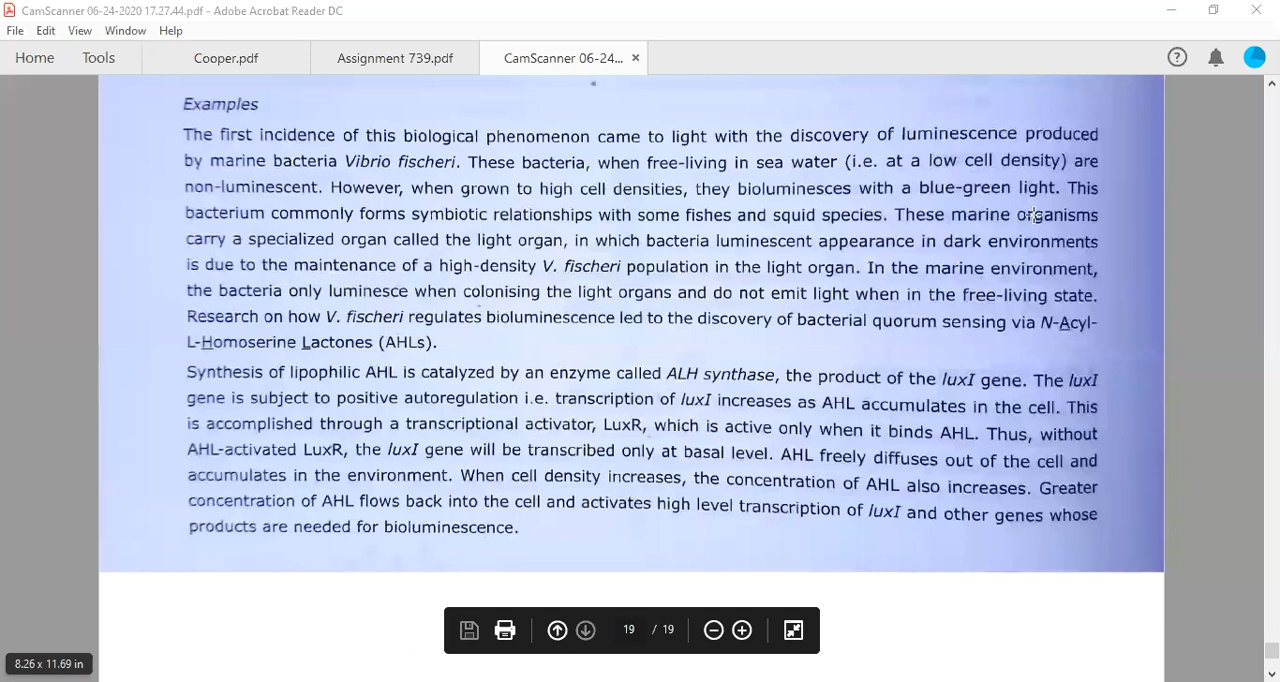 CamScanner 06-24-2020 17.27.44.pdf - Adobe Acrobat Reader DC
File Edit View Window Help
Home Tools Cooper.pdf Assignment 739.pdf CamScanner 06-24... ×
Examples
The first incidence of this biological phenomenon came to light with the discovery of luminescence produced
by marine bacteria Vibrio fischeri. These bacteria, when free-living in sea water (i.e. at a low cell density) are
non-luminescent. However, when grown to high cell densities, they bioluminesces with a blue-green light. This
bacterium commonly forms symbiotic relationships with some fishes and squid species. These marine organisms
carry a specialized organ called the light organ, in which bacteria luminescent appearance in dark environments
is due to the maintenance of a high-density V. fischeri population in the light organ. In the marine environment,
the bacteria only luminesce when colonising the light organs and do not emit light when in the free-living state.
Research on how V. fischeri regulates bioluminescence led to the discovery of bacterial quorum sensing via N-Acyl-
L-Homoserine Lactones (AHLs).
Synthesis of lipophilic AHL is catalyzed by an enzyme called ALH synthase, the product of the luxI gene. The luxI
gene is subject to positive autoregulation i.e. transcription of luxI increases as AHL accumulates in the cell. This
is accomplished through a transcriptional activator, LuxR, which is active only when it binds AHL. Thus, without
AHL-activated LuxR, the luxI gene will be transcribed only at basal level. AHL freely diffuses out of the cell and
accumulates in the environment. When cell density increases, the concentration of AHL also increases. Greater
concentration of AHL flows back into the cell and activates high level transcription of luxI and other genes whose
products are needed for bioluminescence.
19 / 19
8.26 x 11.69 in